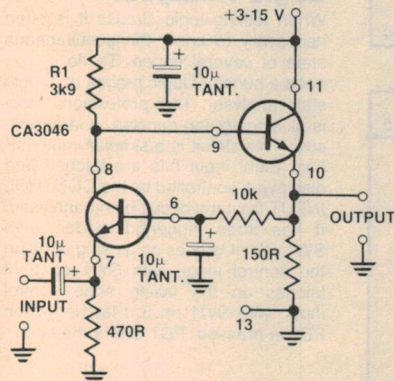 +3-15 V
R1
3k9
+
10μ
TANT.
11
CA3046
9
8
10
10k
6
OUTPUT
10μ
TANT
+
7
10μ
TANT.
+
150R
INPUT
13
470R